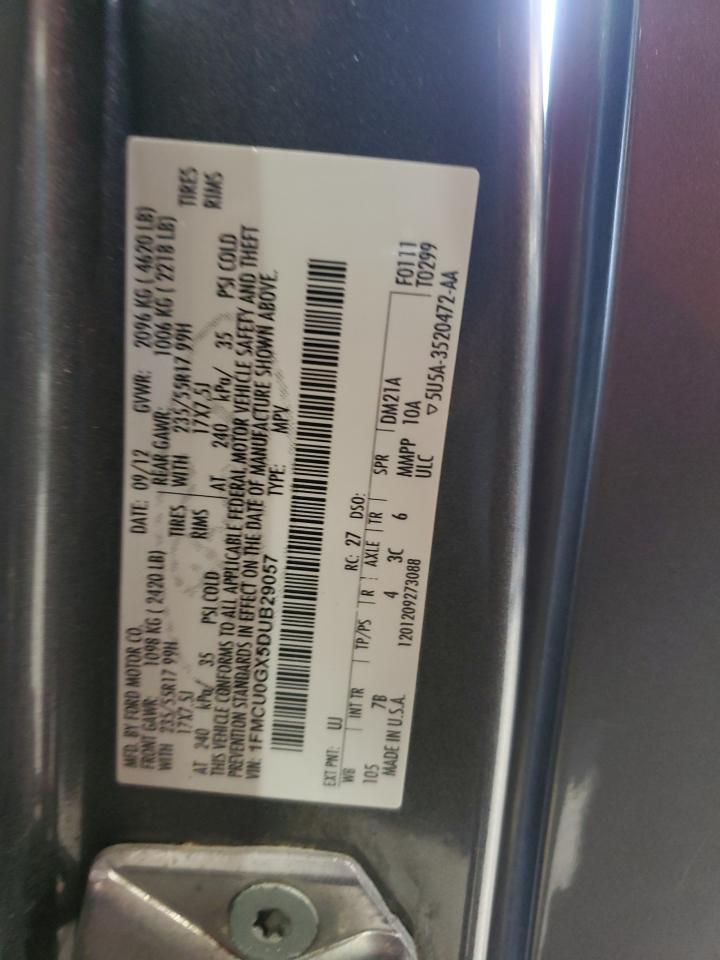 MFD. BY FORD MOTOR CO. DATE: 09/12 GVWR: 2096 KG ( 4620 LB)
FRONT GAWR: 1098 KG ( 2420 LB) REAR GAWR: 1006 KG ( 2218 LB)
WITH 235/55R17 99H TIRES WITH 235/55R17 99H TIRES
17X7.5J RIMS 17X7.5J RIMS
AT 240 kPa/ 35 PSI COLD AT 240 kPa/ 35 PSI COLD
THIS VEHICLE CONFORMS TO ALL APPLICABLE FEDERAL MOTOR VEHICLE SAFETY AND THEFT
PREVENTION STANDARDS IN EFFECT ON THE DATE OF MANUFACTURE SHOWN ABOVE.
VIN: 1FMCU0GX5DUB29057 TYPE: MPV
EXT PNT: UJ RC: 27 DSO: F0111
WB INT TR TP/PS R AXLE TR SPR DM21A T0299
105 7B 4 3C 6 MMPP 10A
MADE IN U.S.A. 1201209273088 ULC ▽5U5A-3520472-AA